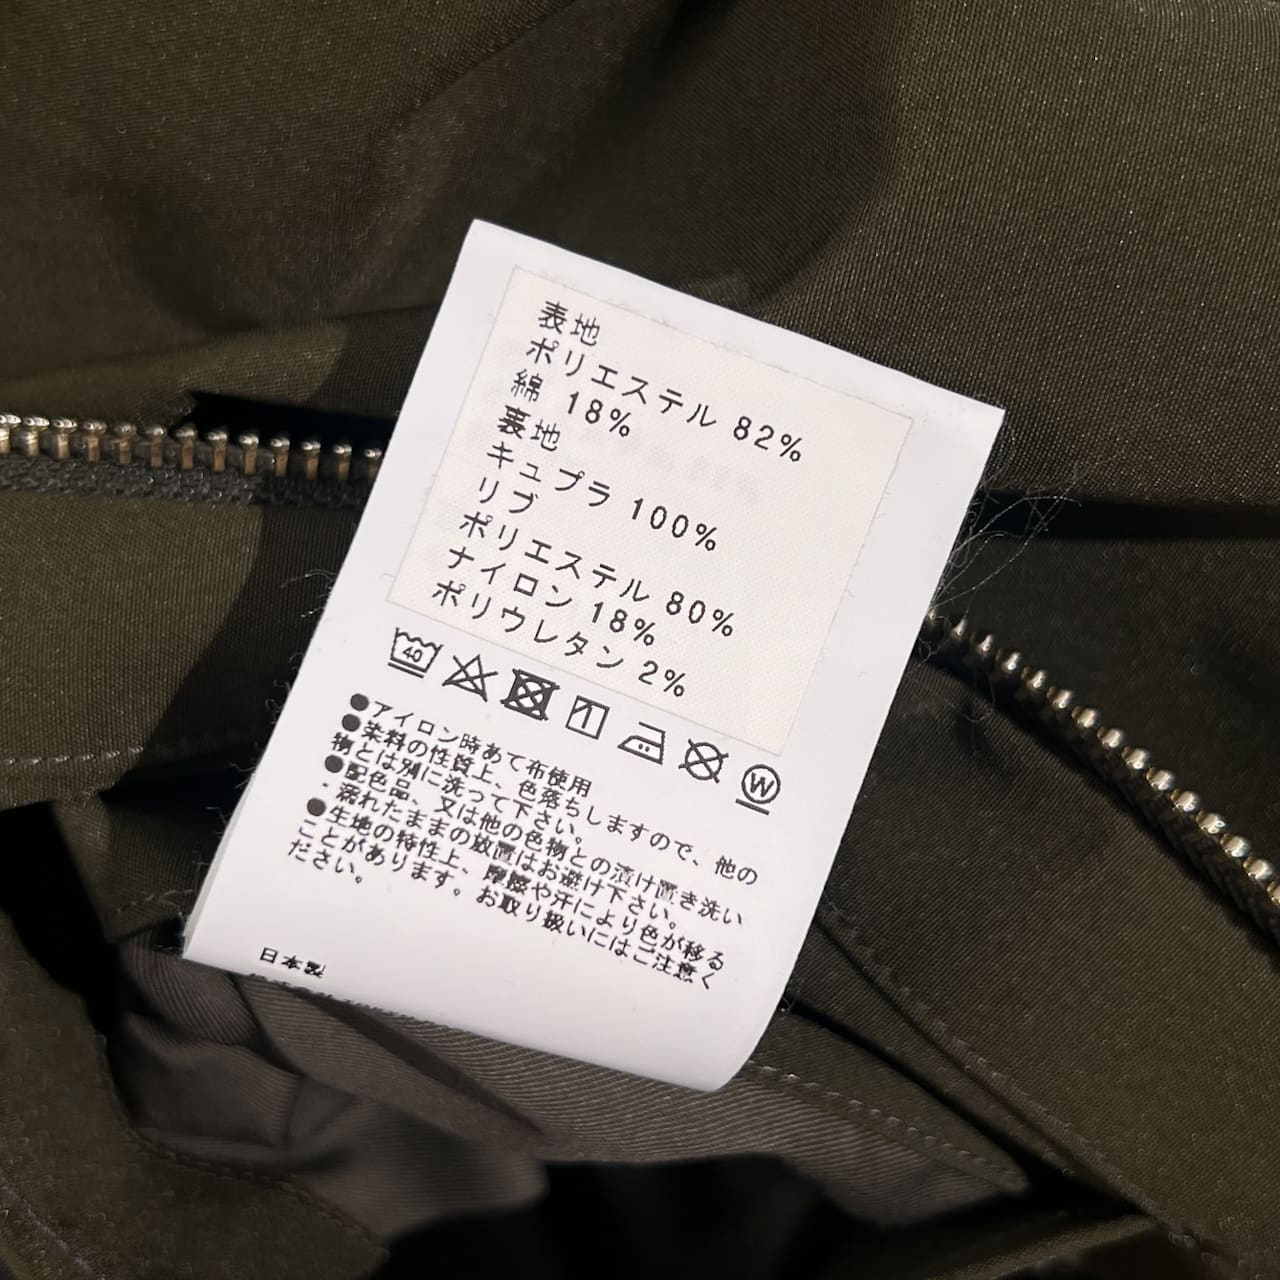 表地
ポリエステル 82%
綿 18%
裏地
キュプラ 100%
リブ
ポリエステル 80%
ナイロン 18%
ポリウレタン 2%
40
W
●アイロン時あて布使用
●染料の性質上、色落ちしますので、他の
物とは別に洗って下さい。
●配色品、又は他の色物との漬け置き洗い
・濡れたままの放置はお避け下さい。
●生地の特性上、摩擦や汗により色が移る
ことがあります。お取り扱いにはご注意く
ださい。
日本製